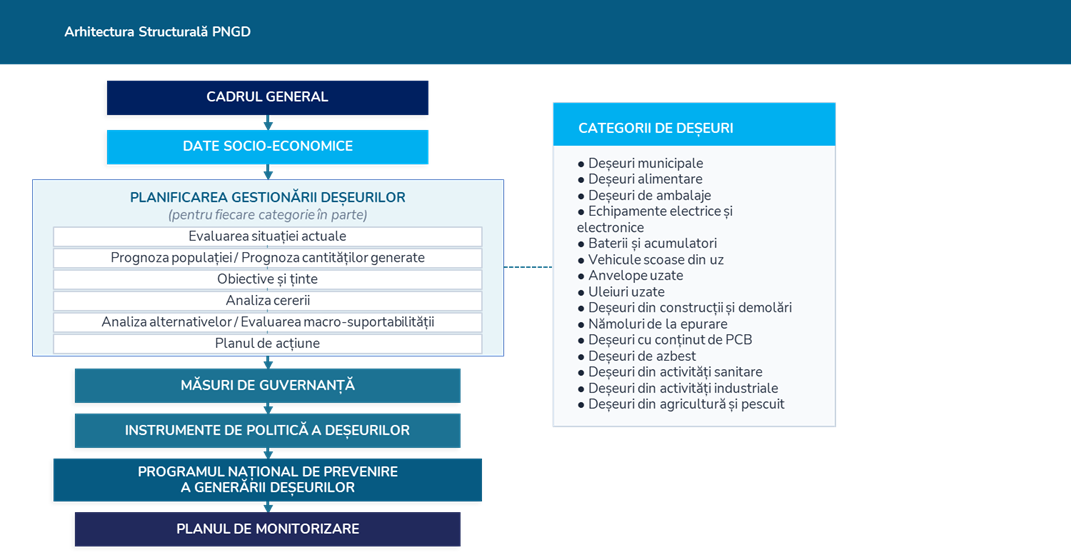 Arhitectura Structurală PNGD
CADRUL GENERAL
DATE SOCIO-ECONOMICE
PLANIFICAREA GESTIONĂRII DEȘEURILOR
(pentru fiecare categorie în parte)
Evaluarea situației actuale
Prognoza populației / Prognoza cantităților generate
Obiective și ținte
Analiza cererii
Analiza alternativelor / Evaluarea macro-suportabilității
Planul de acțiune
MĂSURI DE GUVERNANȚĂ
INSTRUMENTE DE POLITICĂ A DEȘEURILOR
PROGRAMUL NAȚIONAL DE PREVENIRE
A GENERĂRII DEȘEURILOR
PLANUL DE MONITORIZARE
CATEGORII DE DEȘEURI
● Deșeuri municipale
● Deșeuri alimentare
● Deșeuri de ambalaje
● Echipamente electrice și
electronice
● Baterii și acumulatori
● Vehicule scoase din uz
● Anvelope uzate
● Uleiuri uzate
● Deșeuri din construcții și demolări
● Nămoluri de la epurare
● Deșeuri cu conținut de PCB
● Deșeuri de azbest
● Deșeuri din activități sanitare
● Deșeuri din activități industriale
● Deșeuri din agricultură și pescuit